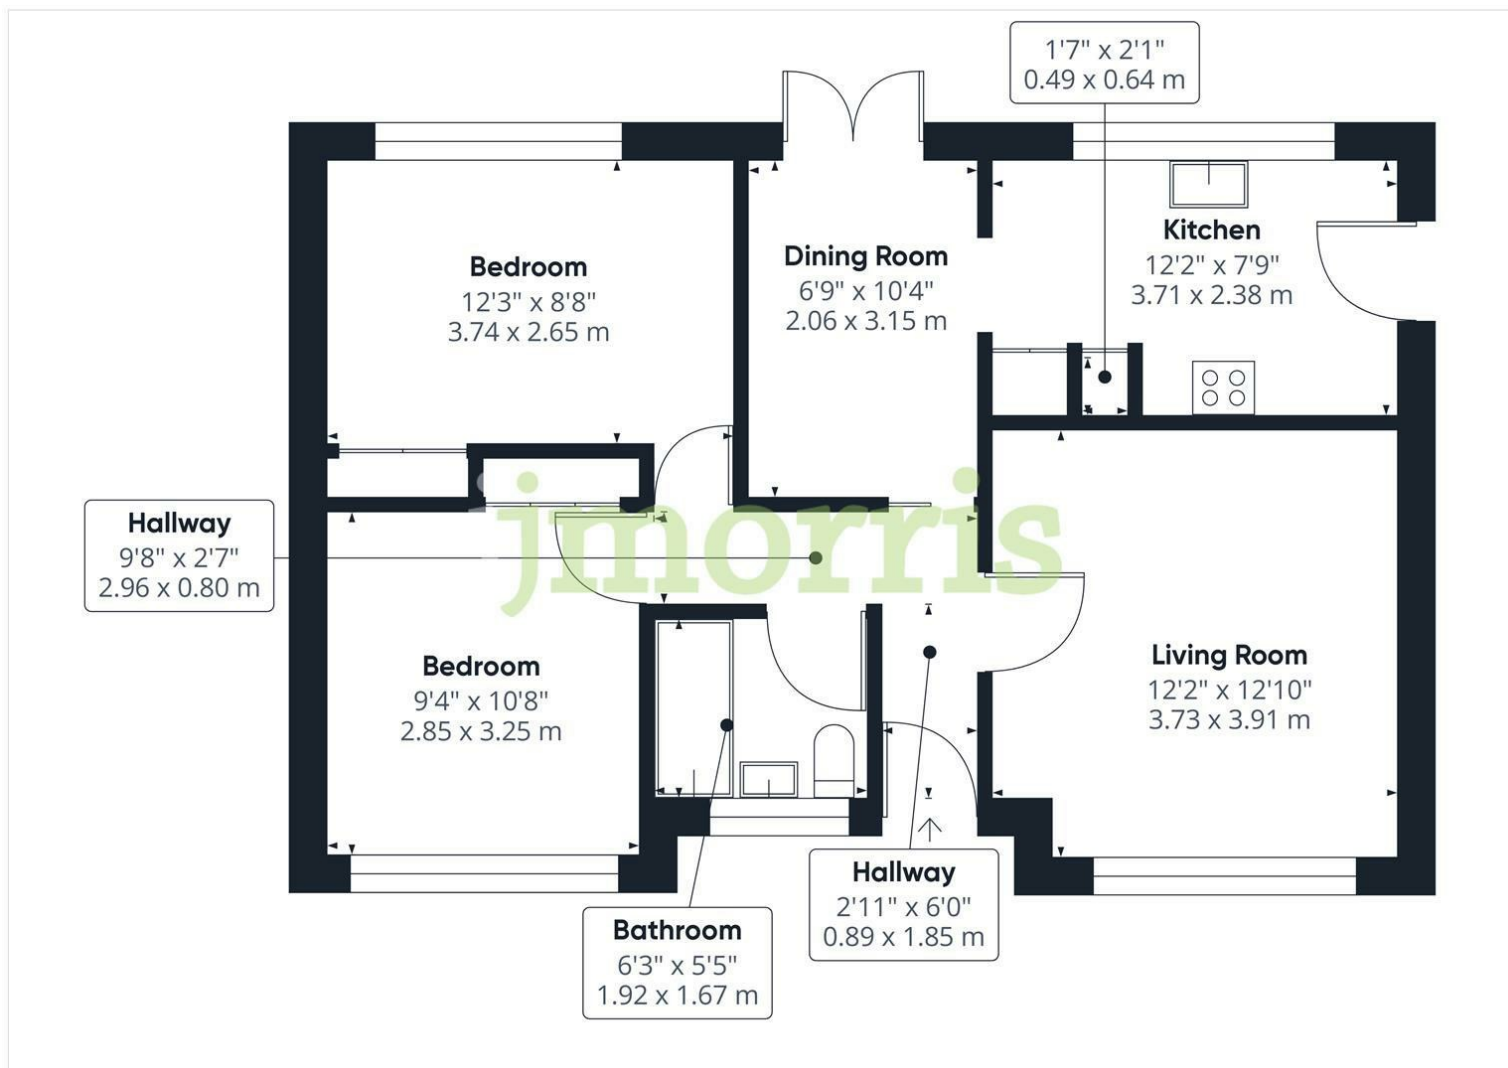 1'7" x 2'1"
0.49 x 0.64 m
Bedroom
12'3" x 8'8"
3.74 x 2.65 m
Dining Room
6'9" x 10'4"
2.06 x 3.15 m
Kitchen
12'2" x 7'9"
3.71 x 2.38 m
Hallway
9'8" x 2'7"
2.96 x 0.80 m
jmorris
Bedroom
9'4" x 10'8"
2.85 x 3.25 m
Living Room
12'2" x 12'10"
3.73 x 3.91 m
Hallway
2'11" x 6'0"
0.89 x 1.85 m
Bathroom
6'3" x 5'5"
1.92 x 1.67 m